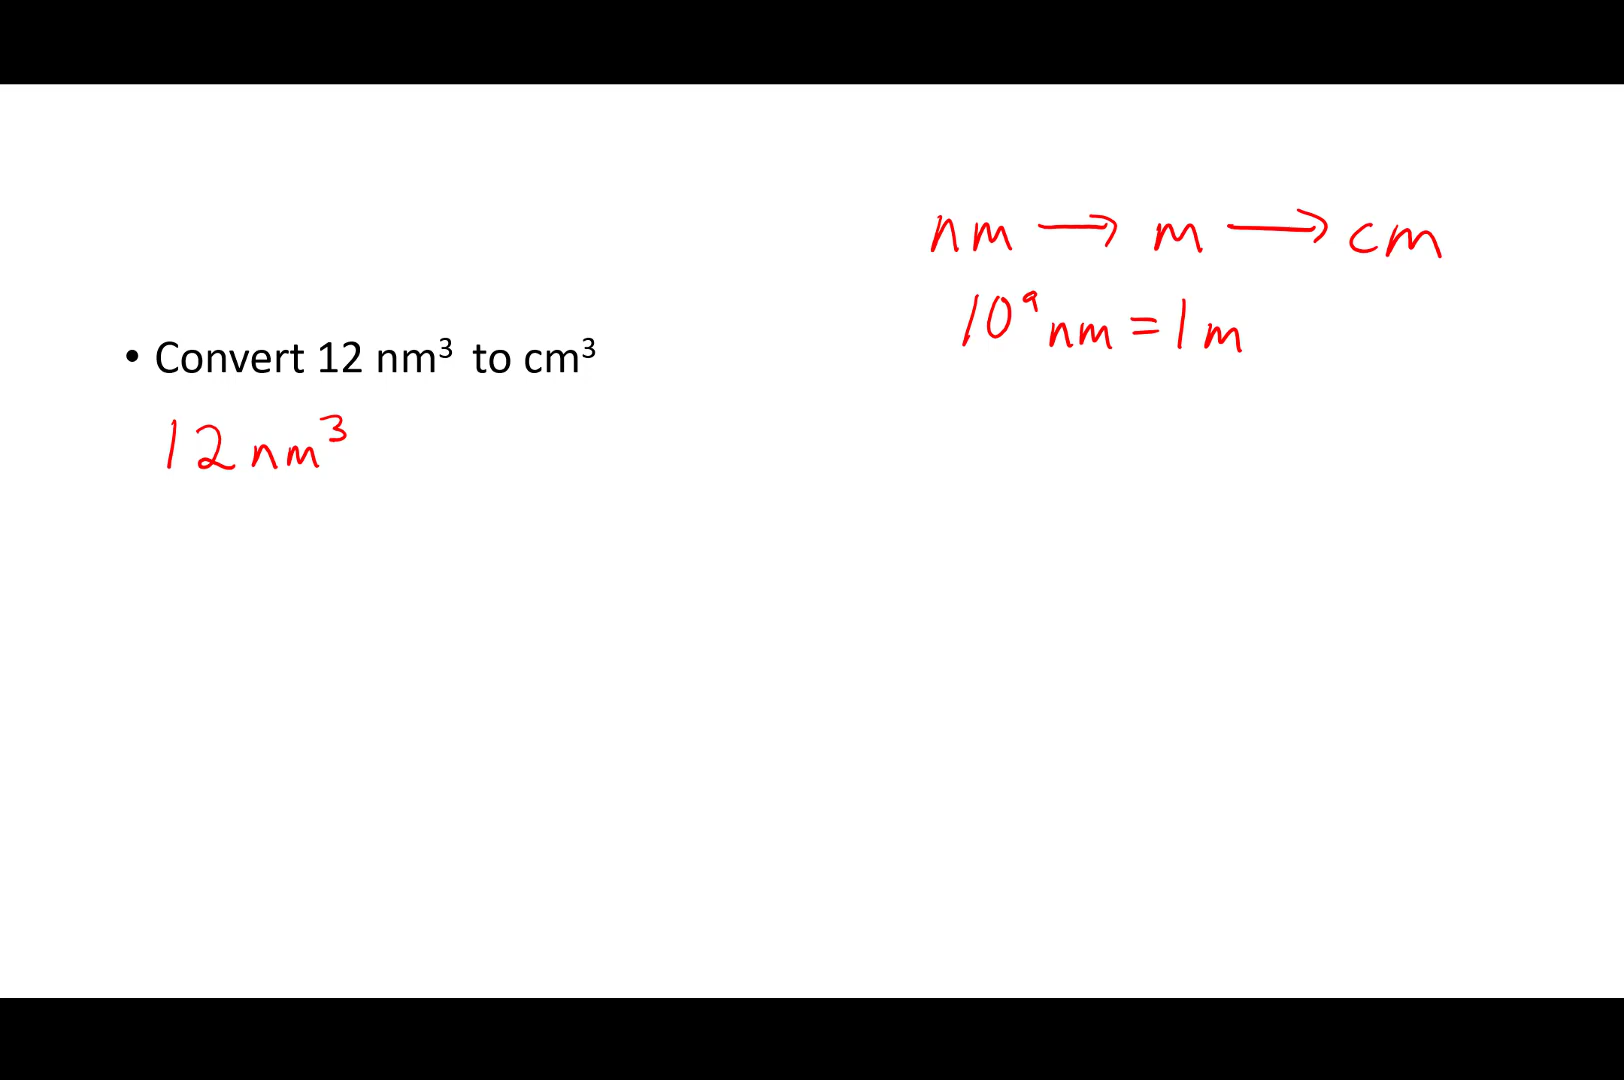 nm → m → cm
10⁹ nm = 1 m
• Convert 12 nm³ to cm³
12 nm³